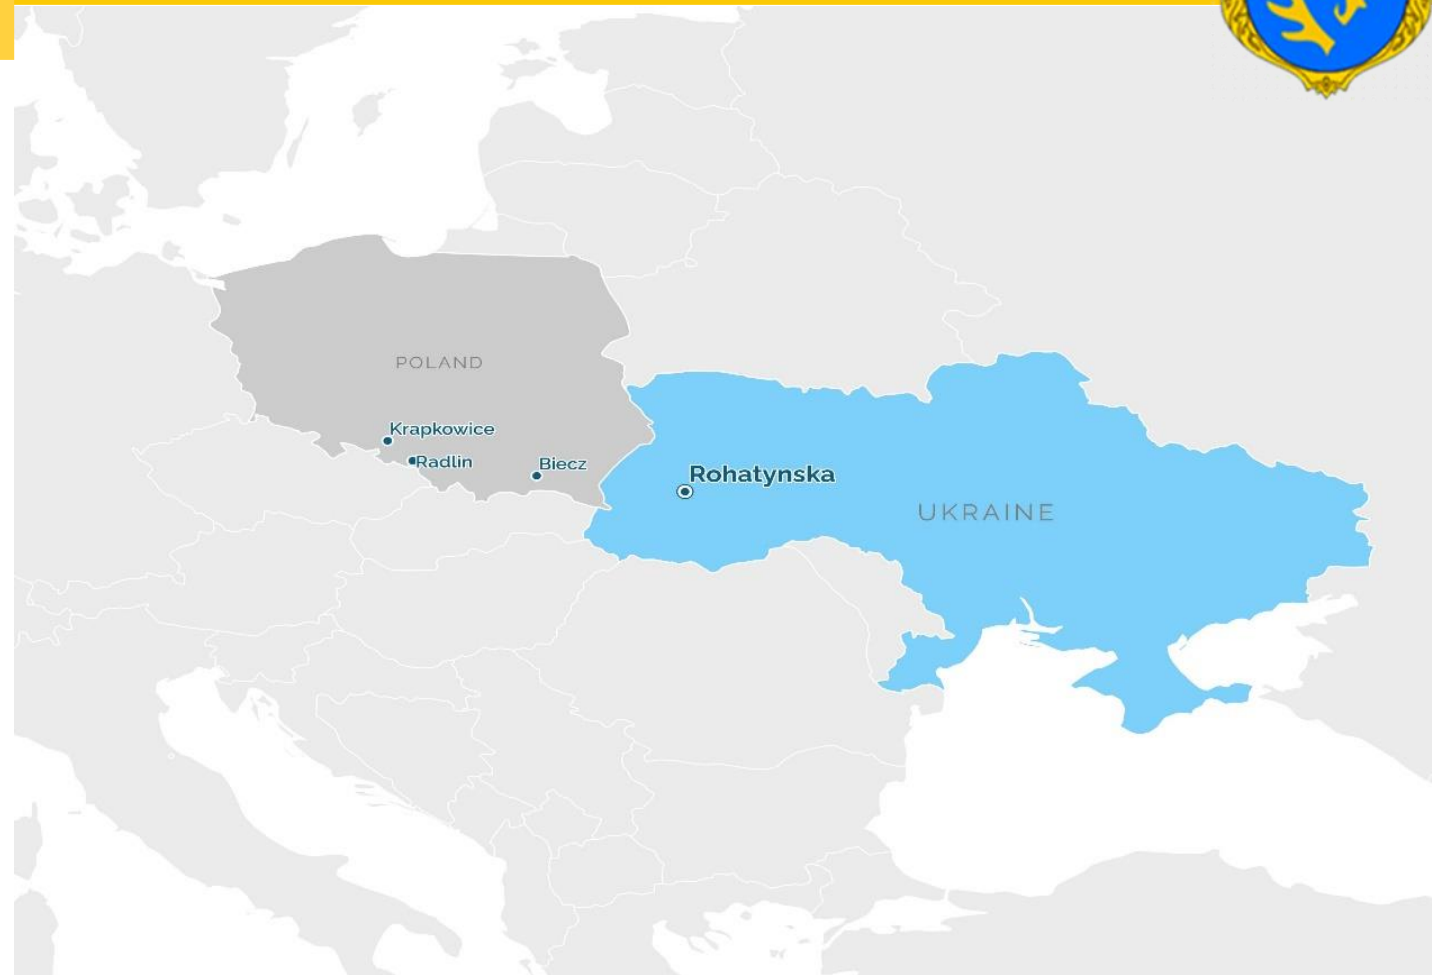 POLAND
Krapkowice
Radlin
Biecz
Rohatynska
UKRAINE